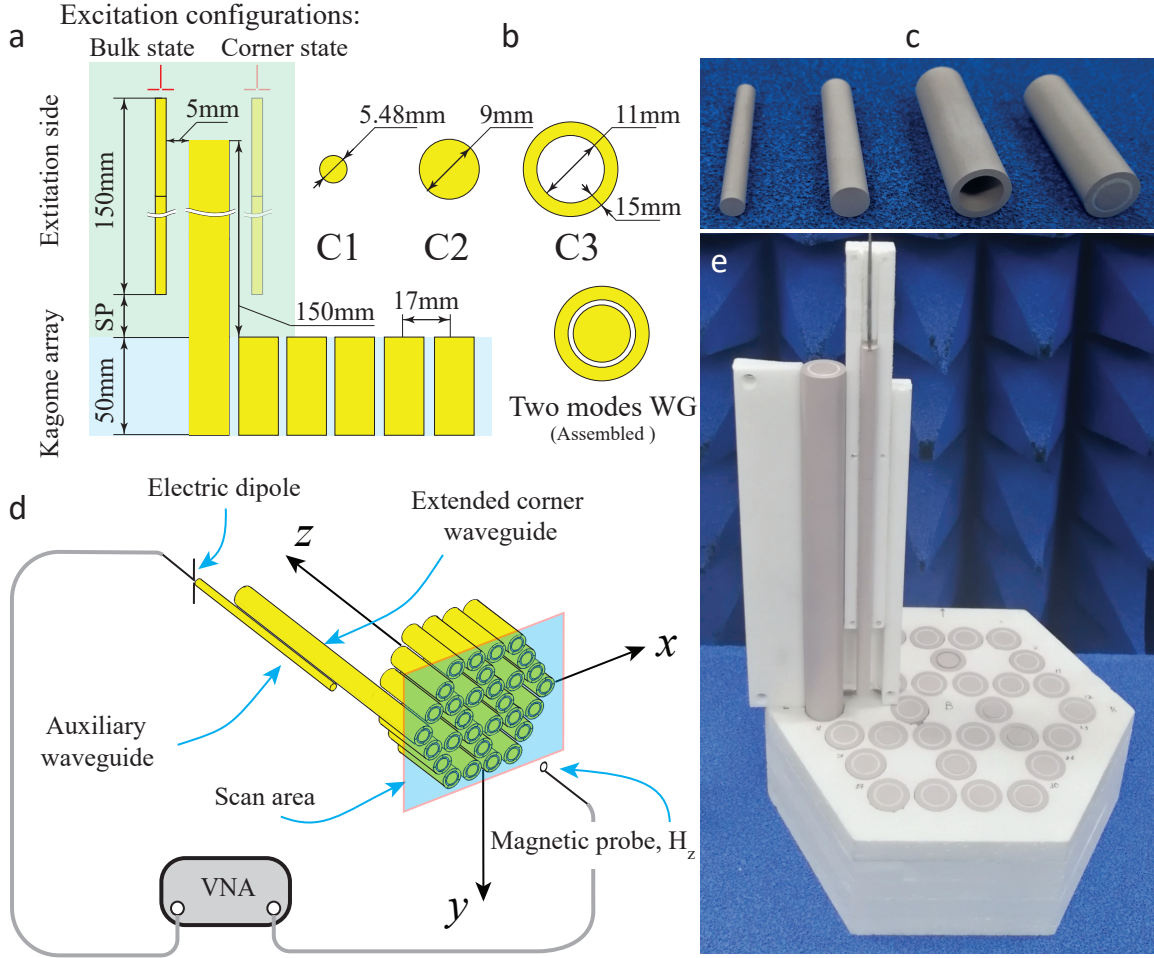 Excitation configurations:
a
Bulk state
Corner state
b
c
Extitation side
150mm
5mm
5.48mm
9mm
11mm
15mm
C1
C2
C3
SP
150mm
17mm
Kagome array
50mm
Two modes WG
(Assembled )
d
Electric dipole
Extended corner
waveguide
z
x
Auxiliary
waveguide
Scan area
Magnetic probe, H_z
VNA
y
e
B